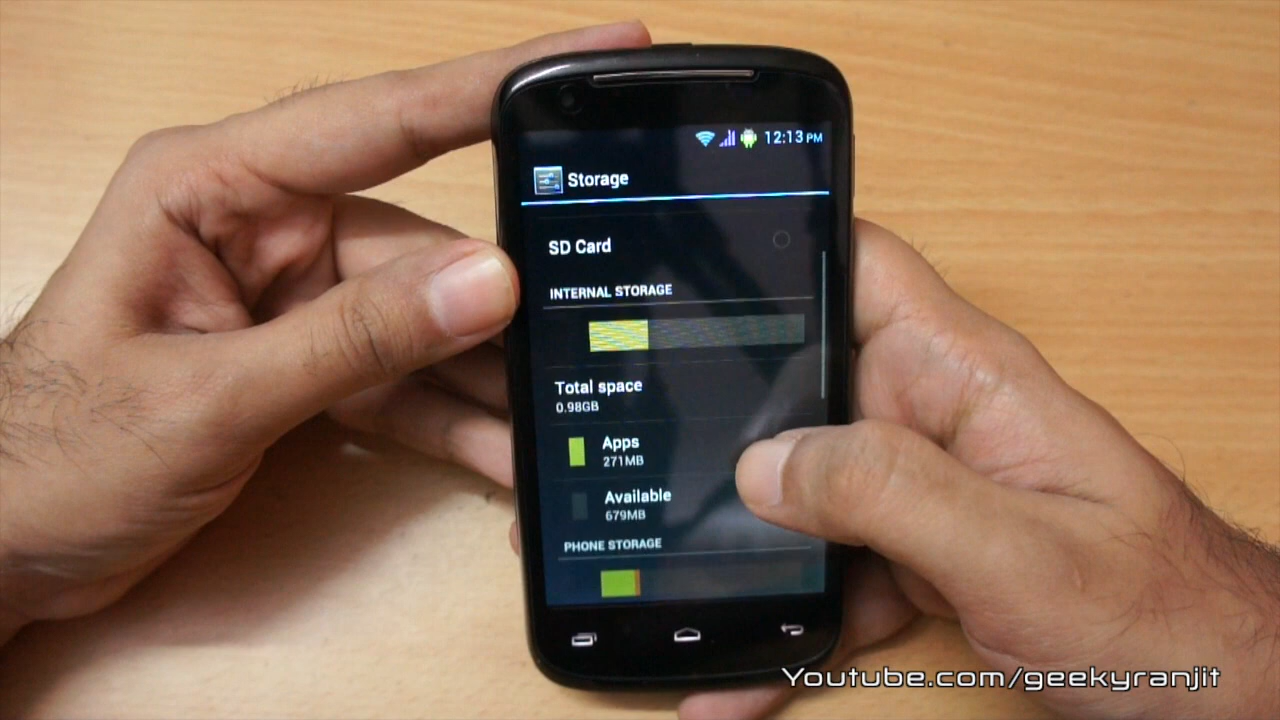 12:13 PM
Storage
SD Card
INTERNAL STORAGE
Total space
0.98GB
Apps
271MB
Available
679MB
PHONE STORAGE
Youtube.com/geekyranjit